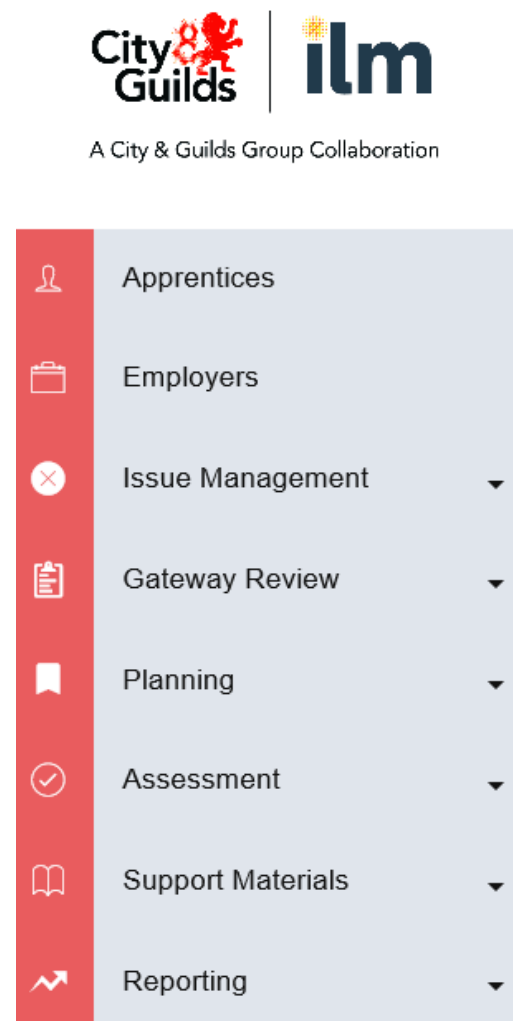 City&
Guilds
ilm
A City & Guilds Group Collaboration
Apprentices
Employers
Issue Management
Gateway Review
Planning
Assessment
Support Materials
Reporting